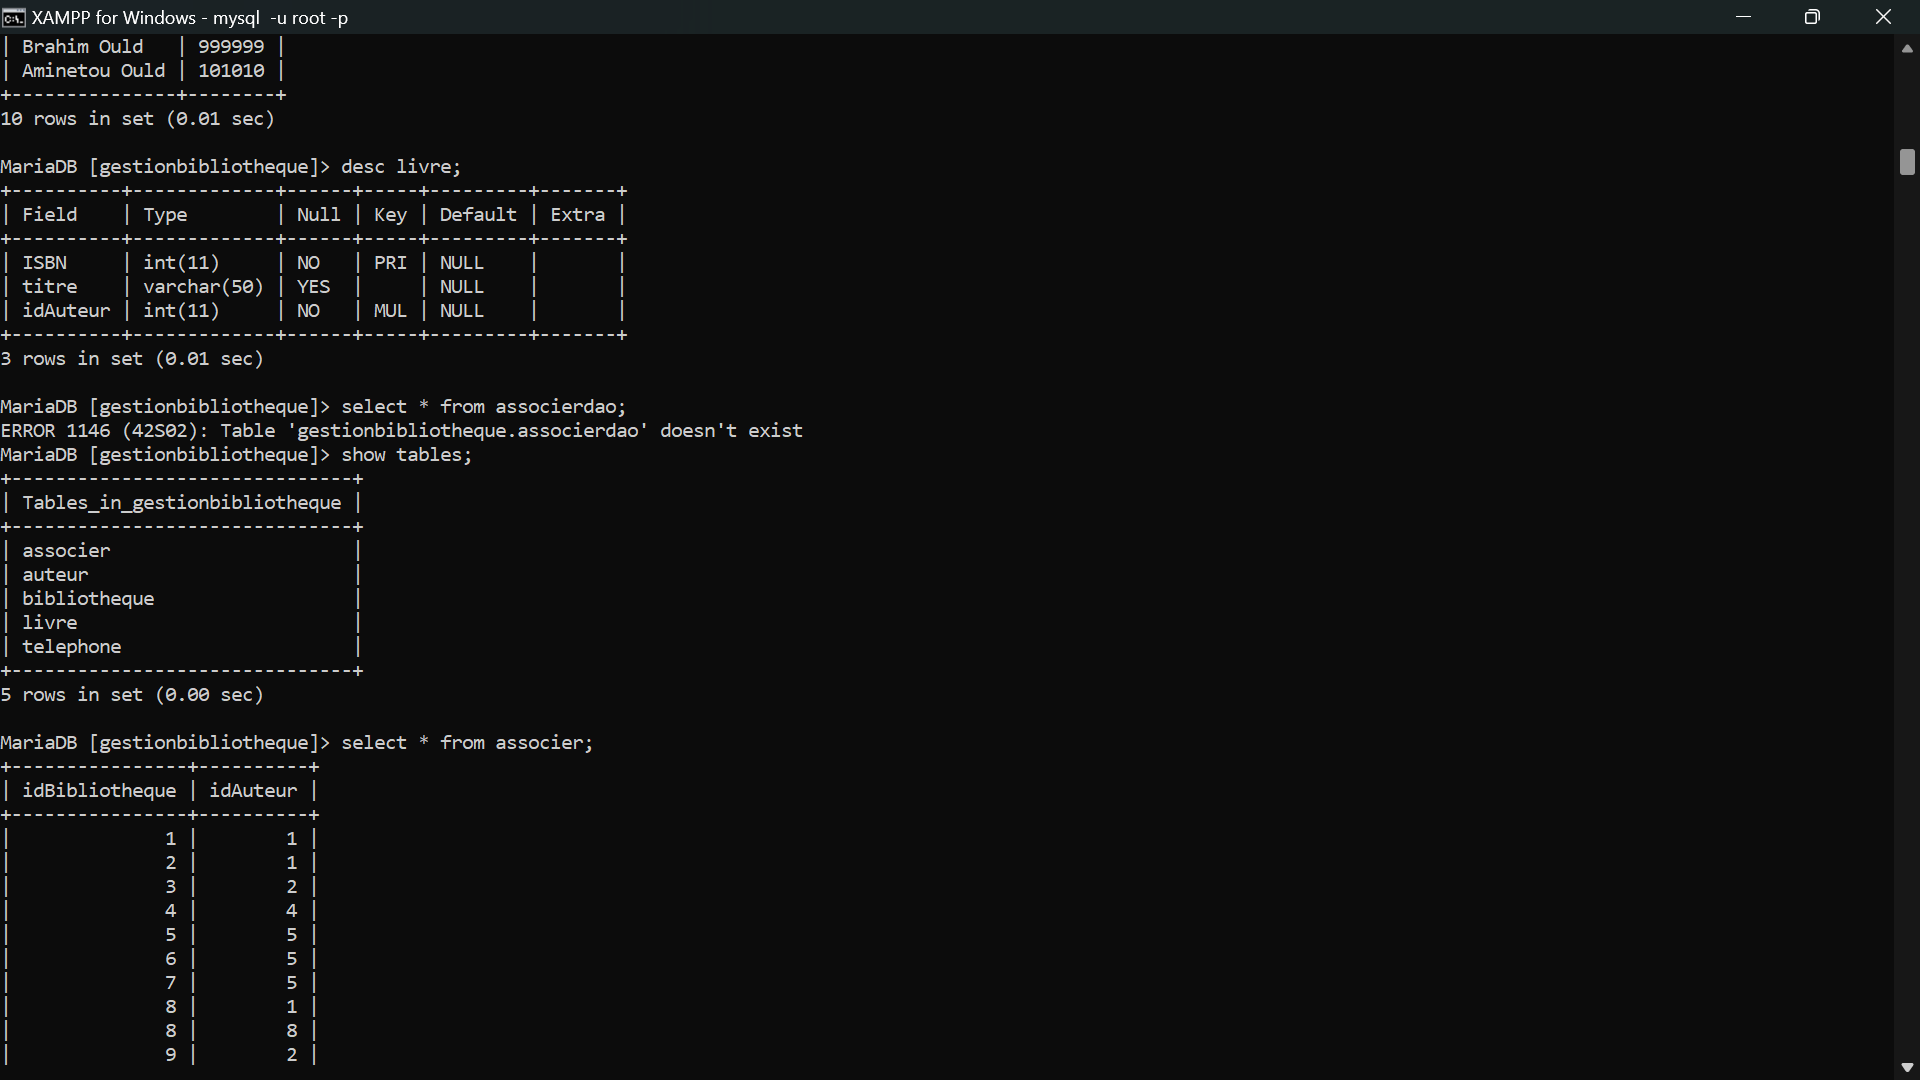 XAMPP for Windows - mysql  -u root -p
| Brahim Ould   | 999999 |
| Aminetou Ould | 101010 |
+---------------+--------+
10 rows in set (0.01 sec)
MariaDB [gestionbibliotheque]> desc livre;
+----------+-------------+------+-----+---------+-------+
| Field    | Type        | Null | Key | Default | Extra |
+----------+-------------+------+-----+---------+-------+
| ISBN     | int(11)     | NO   | PRI | NULL    |       |
| titre    | varchar(50) | YES  |     | NULL    |       |
| idAuteur | int(11)     | NO   | MUL | NULL    |       |
+----------+-------------+------+-----+---------+-------+
3 rows in set (0.01 sec)
MariaDB [gestionbibliotheque]> select * from associerdao;
ERROR 1146 (42S02): Table 'gestionbibliotheque.associerdao' doesn't exist
MariaDB [gestionbibliotheque]> show tables;
+-------------------------------+
| Tables_in_gestionbibliotheque |
+-------------------------------+
| associer                      |
| auteur                        |
| bibliotheque                  |
| livre                         |
| telephone                     |
+-------------------------------+
5 rows in set (0.00 sec)
MariaDB [gestionbibliotheque]> select * from associer;
+----------------+----------+
| idBibliotheque | idAuteur |
+----------------+----------+
|              1 |        1 |
|              2 |        1 |
|              3 |        2 |
|              4 |        4 |
|              5 |        5 |
|              6 |        5 |
|              7 |        5 |
|              8 |        1 |
|              8 |        8 |
|              9 |        2 |